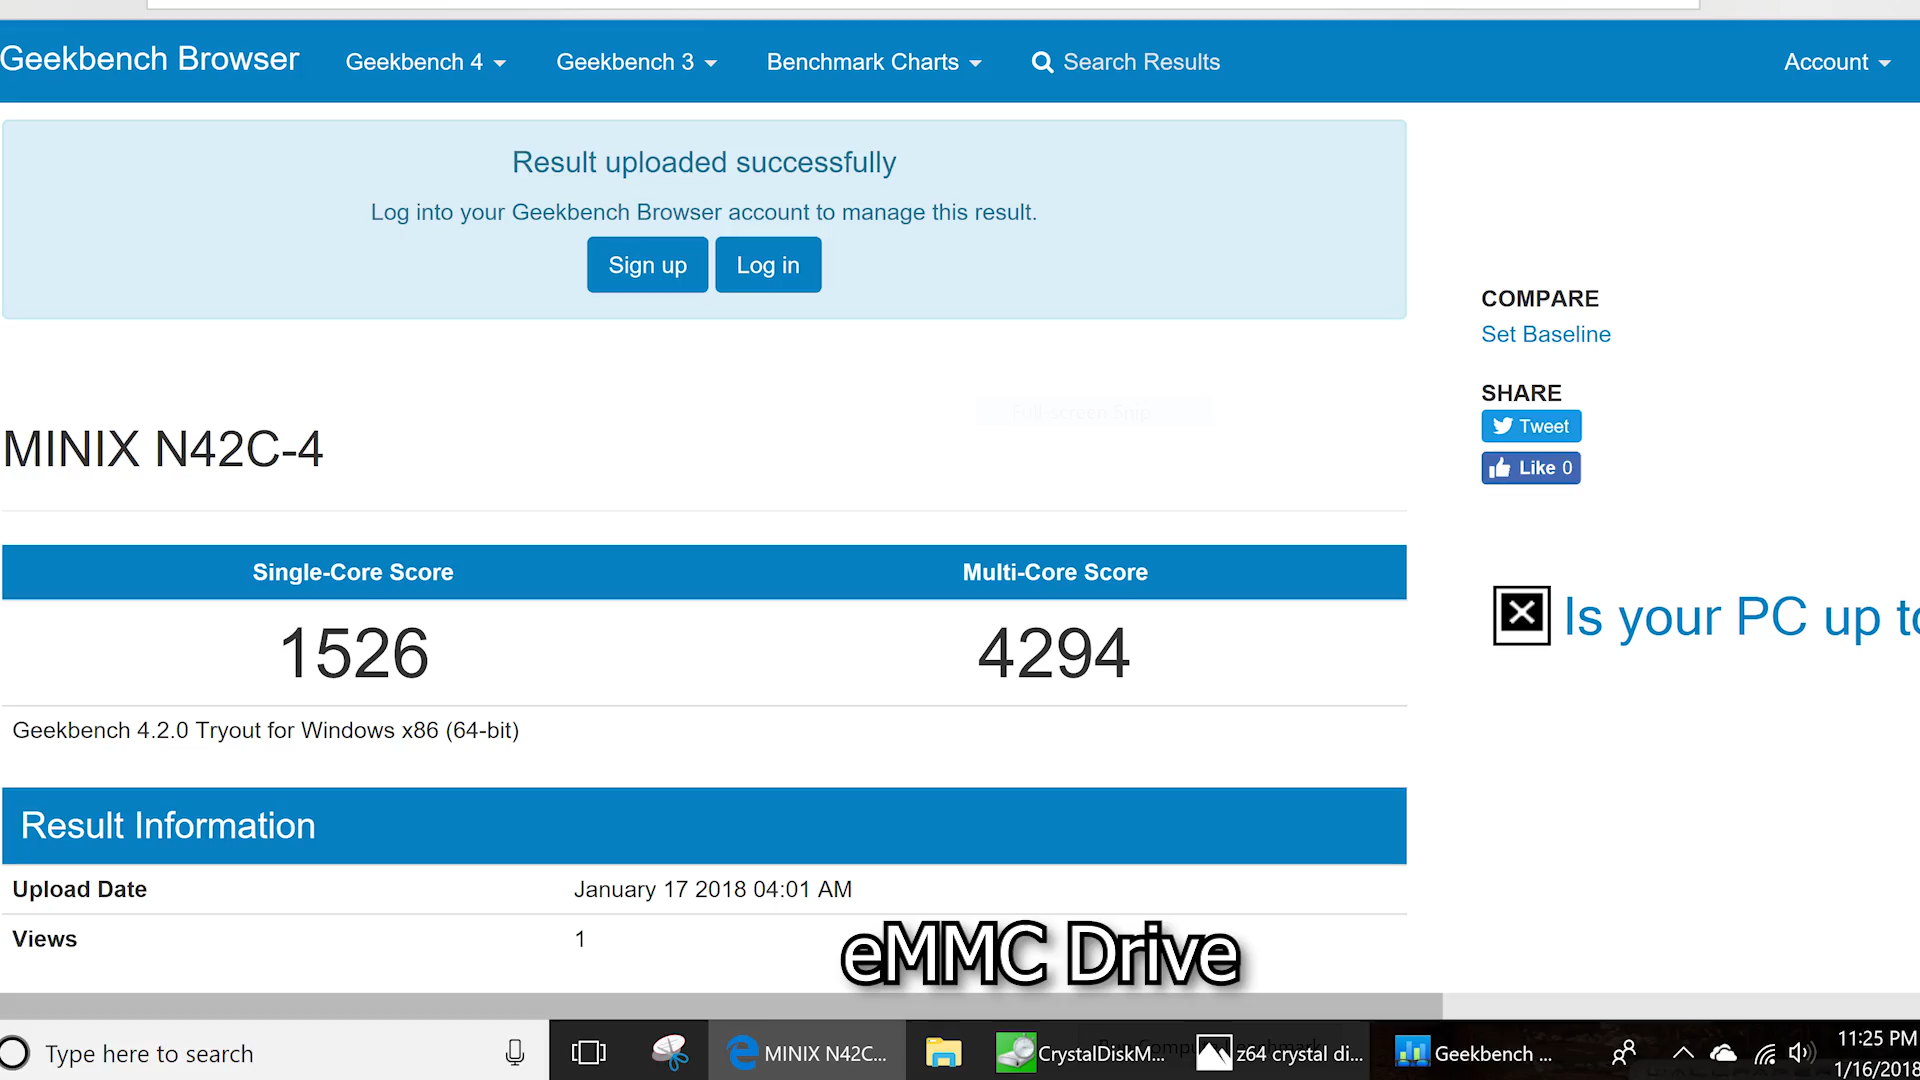 Geekbench Browser
Geekbench 4
Geekbench 3
Benchmark Charts
Search Results
Account
Result uploaded successfully
Log into your Geekbench Browser account to manage this result.
Sign up
Log in
COMPARE
Set Baseline
SHARE
Tweet
Like 0
MINIX N42C-4
Is your PC up to
Single-Core Score
Multi-Core Score
1526
4294
Geekbench 4.2.0 Tryout for Windows x86 (64-bit)
Result Information
Upload Date
January 17 2018 04:01 AM
Views
1
eMMC Drive
Type here to search
MINIX N42C...
CrystalDiskM...
z64 crystal di...
Geekbench ...
11:25 PM
1/16/2018